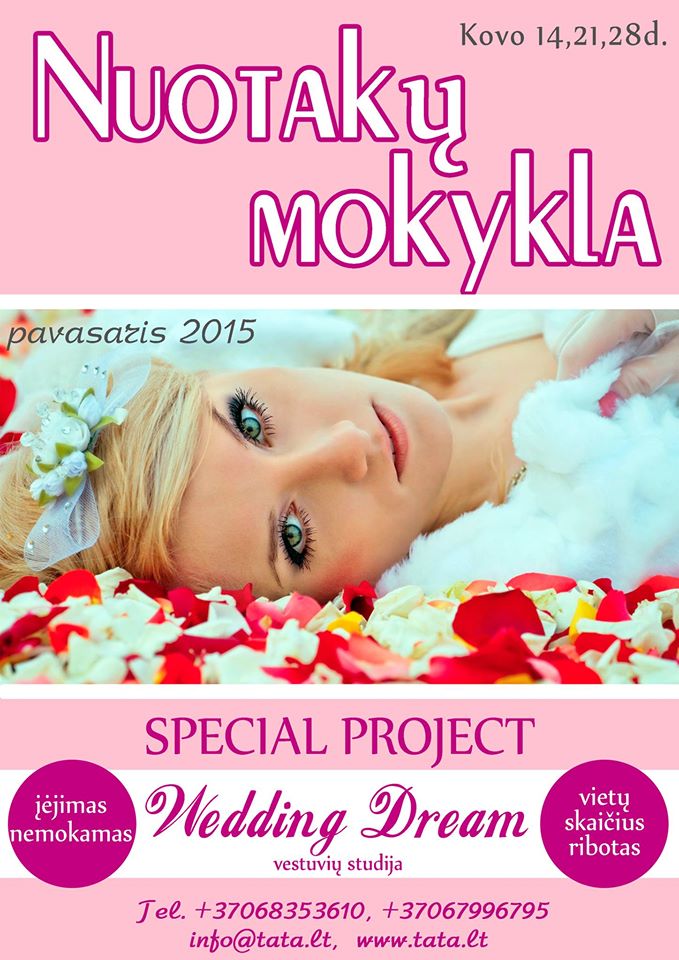 Kovo 14,21,28d.
Nuotakų
mokykla
pavasaris 2015
SPECIAL PROJECT
įėjimas
nemokamas
Wedding Dream
vestuvių studija
vietų
skaičius
ribotas
Tel. +37068353610, +37067996795
info@tata.lt, www.tata.lt